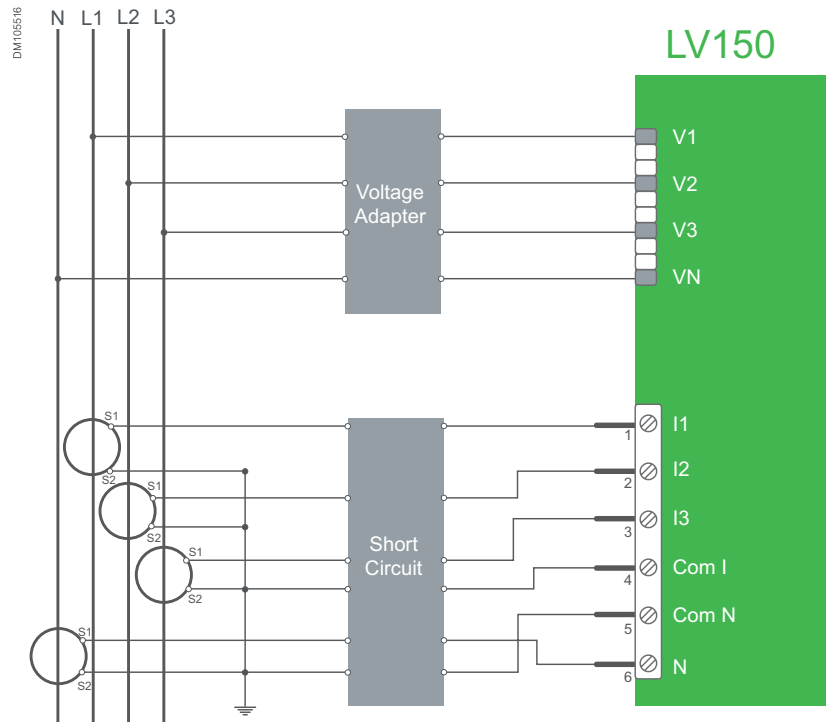 DM105516
N L1 L2 L3
LV150
V1
V2
V3
VN
Voltage
Adapter
S1
S2
S1
S2
S1
S2
S1
S2
Short
Circuit
1
2
3
4
5
6
I1
I2
I3
Com I
Com N
N